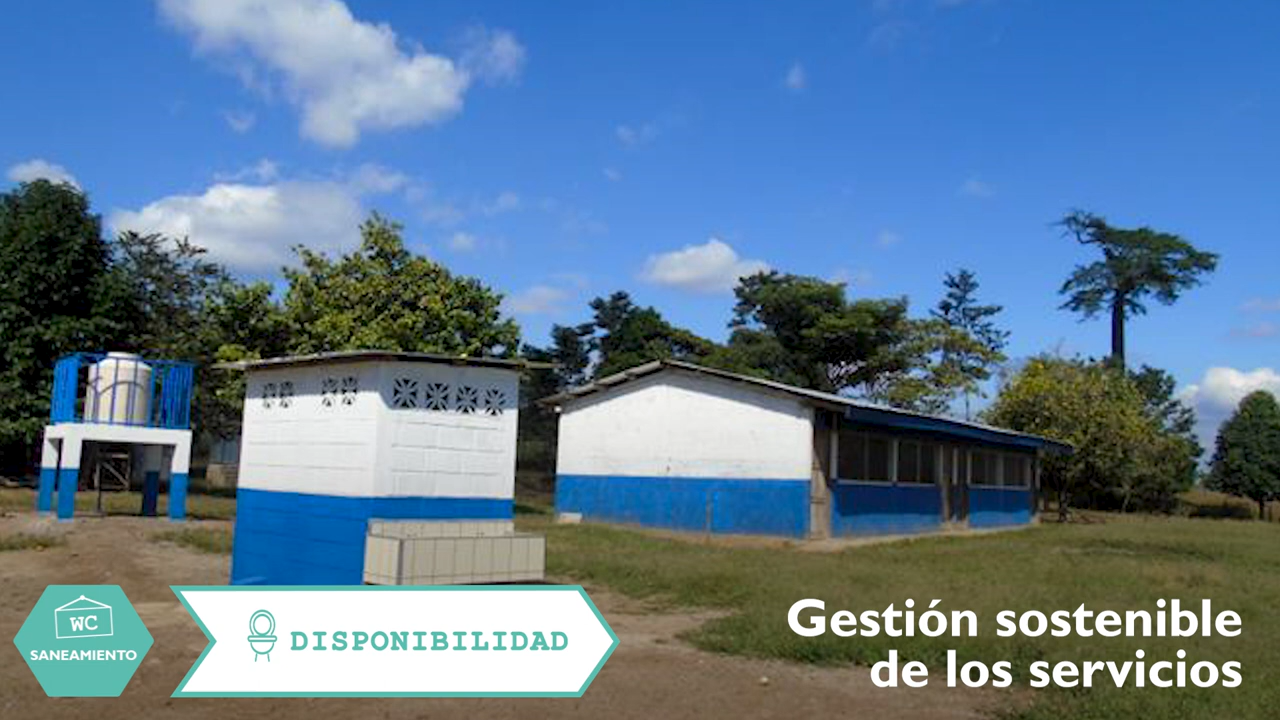 WC
SANEAMIENTO
DISPONIBILIDAD
Gestión sostenible
de los servicios